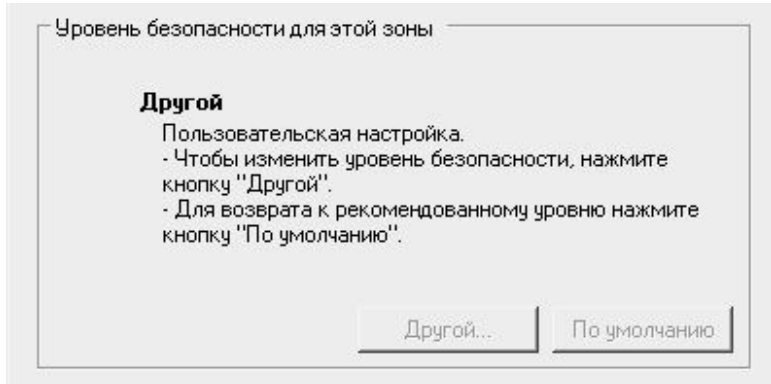 Уровень безопасности для этой зоны
Другой
Пользовательская настройка.
- Чтобы изменить уровень безопасности, нажмите
кнопку "Другой".
- Для возврата к рекомендованному уровню нажмите
кнопку "По умолчанию".
Другой...
По умолчанию